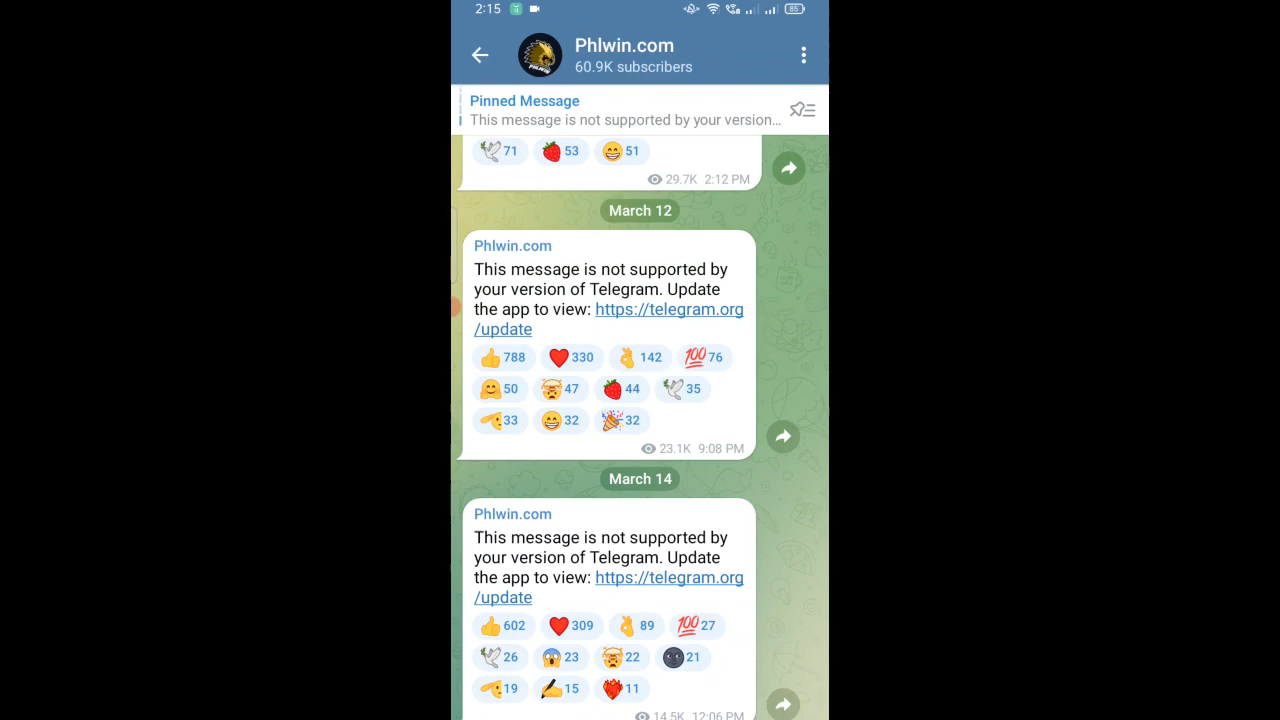 2:15 85
Phlwin.com
60.9K subscribers
Pinned Message
This message is not supported by your version...
71 53 51
29.7K 2:12 PM
March 12
Phlwin.com
This message is not supported by
your version of Telegram. Update
the app to view: https://telegram.org
/update
788 330 142 💯76
50 47 44 35
33 32 32
23.1K 9:08 PM
March 14
Phlwin.com
This message is not supported by
your version of Telegram. Update
the app to view: https://telegram.org
/update
602 309 89 💯27
26 23 22 21
19 15 11
14.5K 12:06 PM